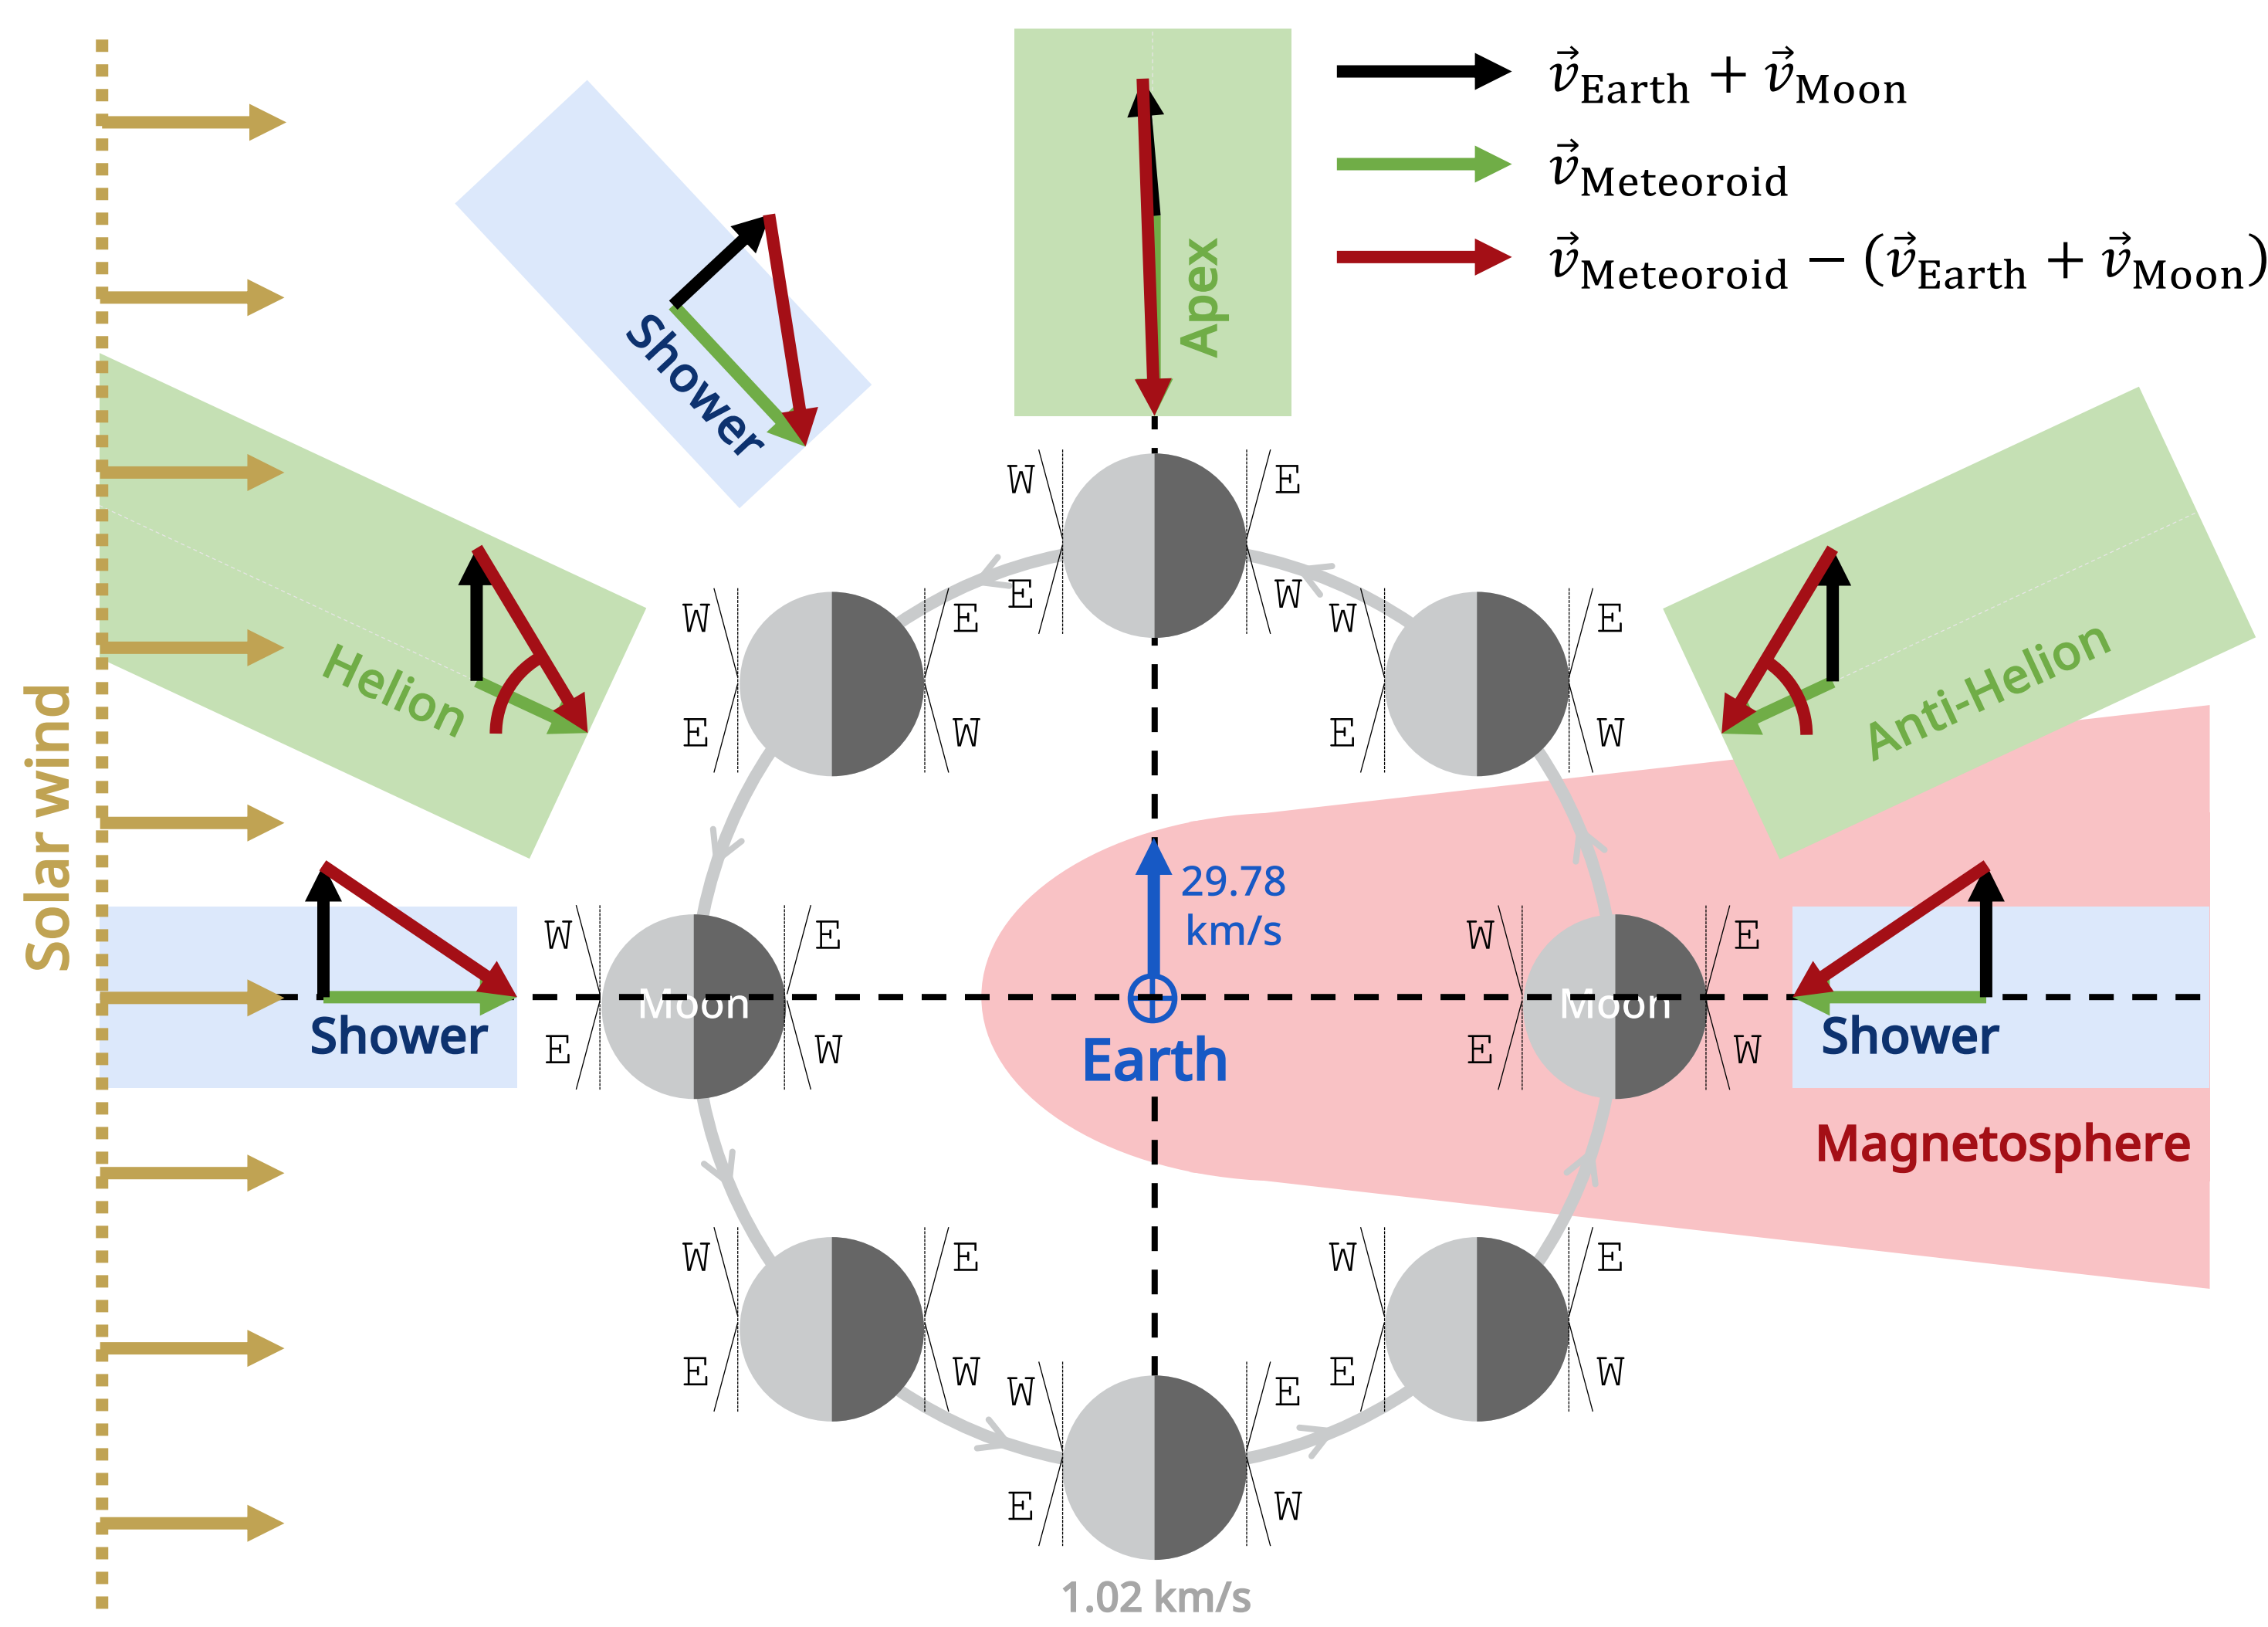 v⃗Earth + v⃗Moon
v⃗Meteoroid
v⃗Meteoroid − (v⃗Earth + v⃗Moon)
Apex
Shower
W
E
E
W
W
E
E
W
W
E
E
W
Helion
Anti-Helion
Solar wind
29.78
km/s
W
E
Moon
E
W
W
E
Moon
E
W
Shower
Earth
Shower
Magnetosphere
W
E
E
W
W
E
E
W
W
E
E
W
1.02 km/s